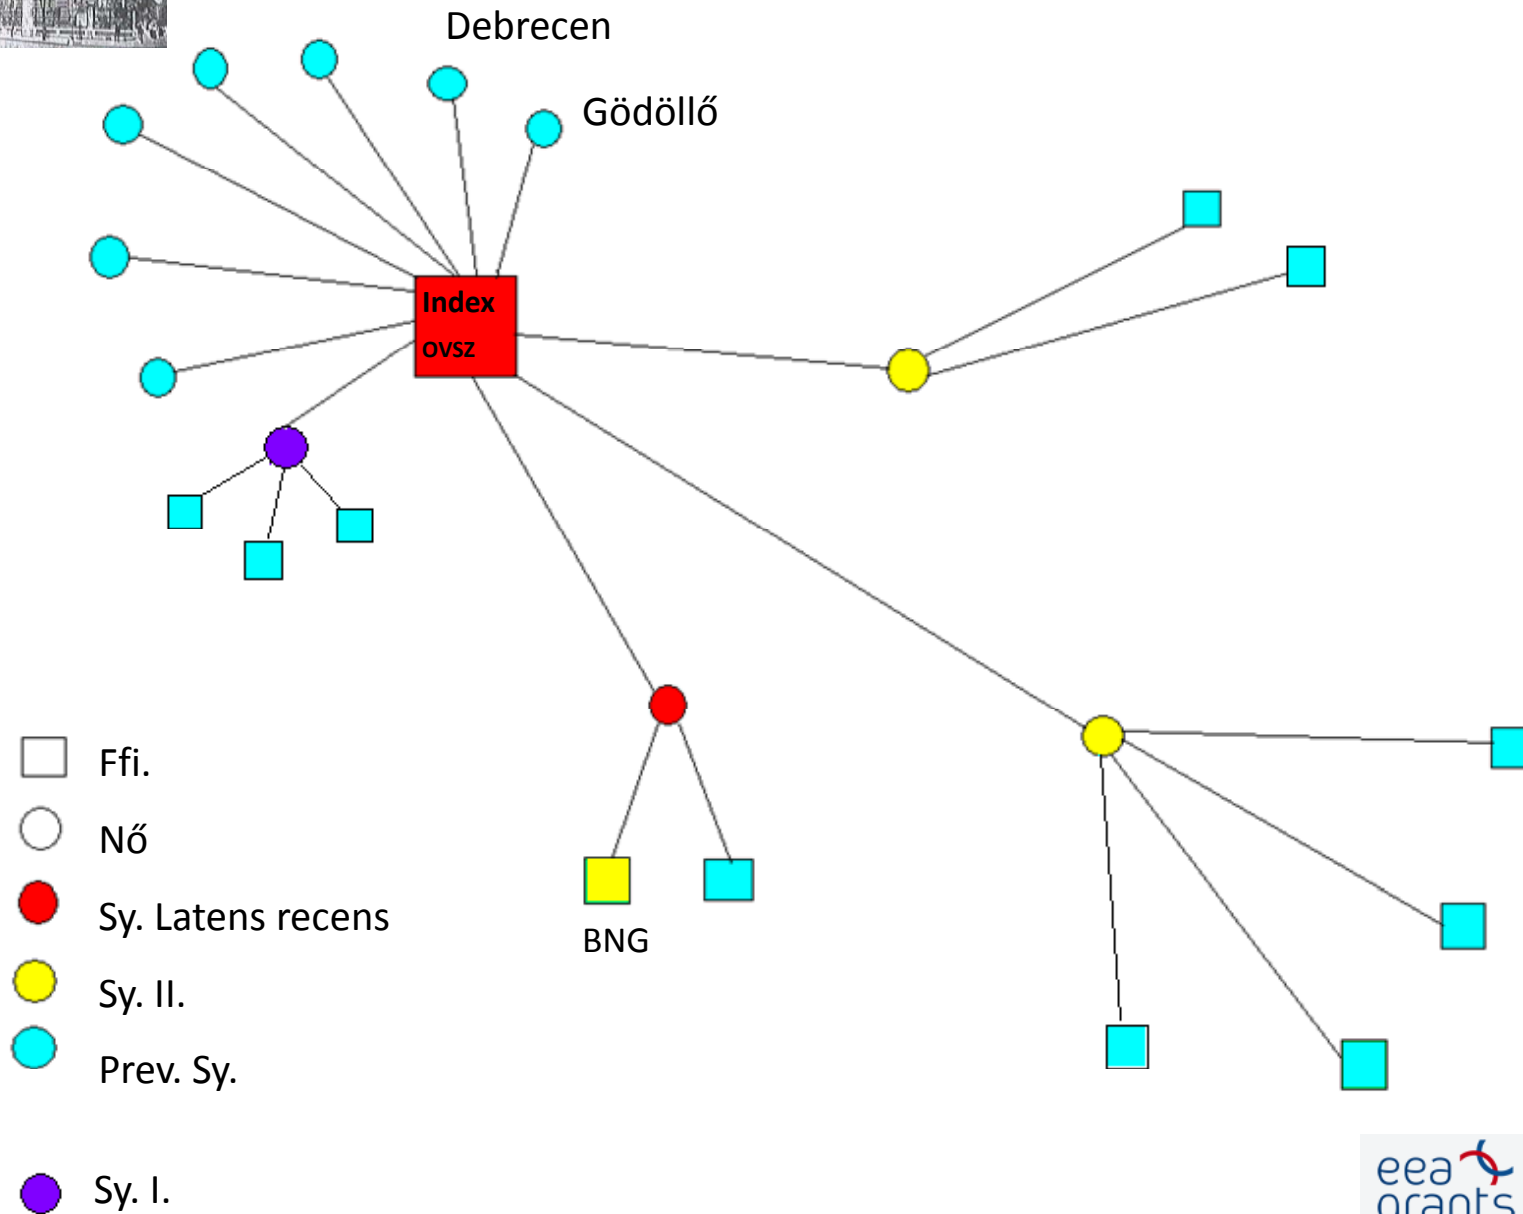 Debrecen
Gödöllő
Index
OVSZ
BNG
Ffi.
Nő
Sy. Latens recens
Sy. II.
Prev. Sy.
Sy. I.
eea
grants